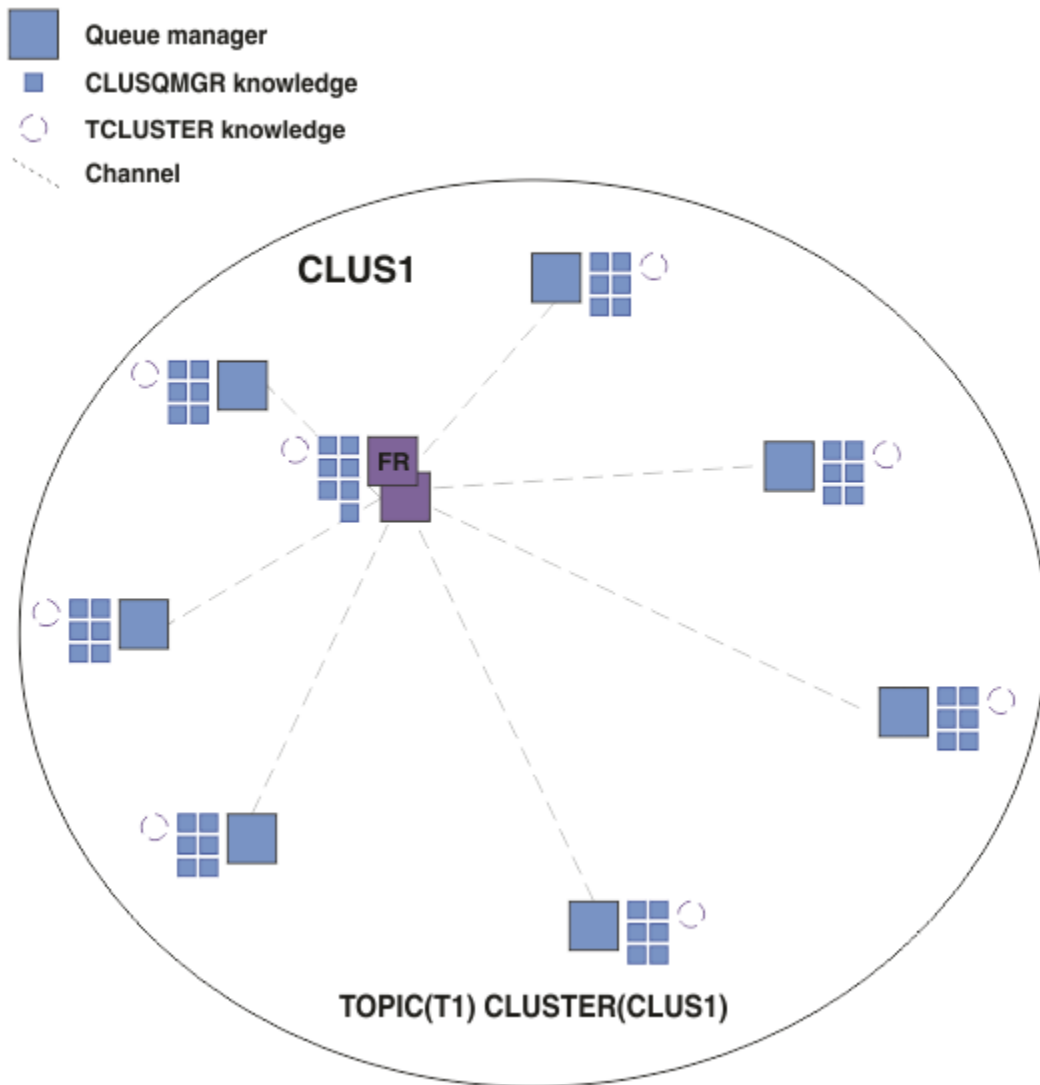 Queue manager
CLUSQMGR knowledge
TCLUSTER knowledge
Channel
CLUS1
FR
TOPIC(T1) CLUSTER(CLUS1)